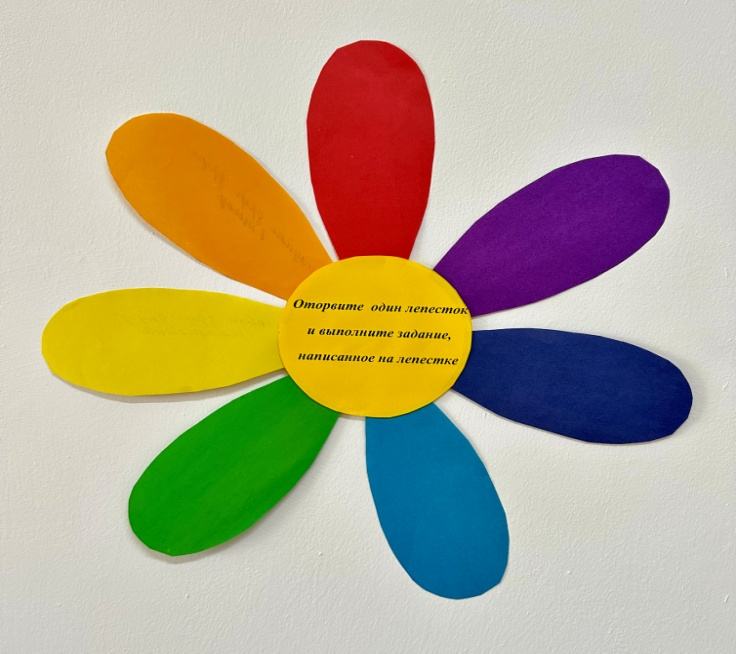 Оторвите один лепесток
и выполните задание,
написанное на лепестке